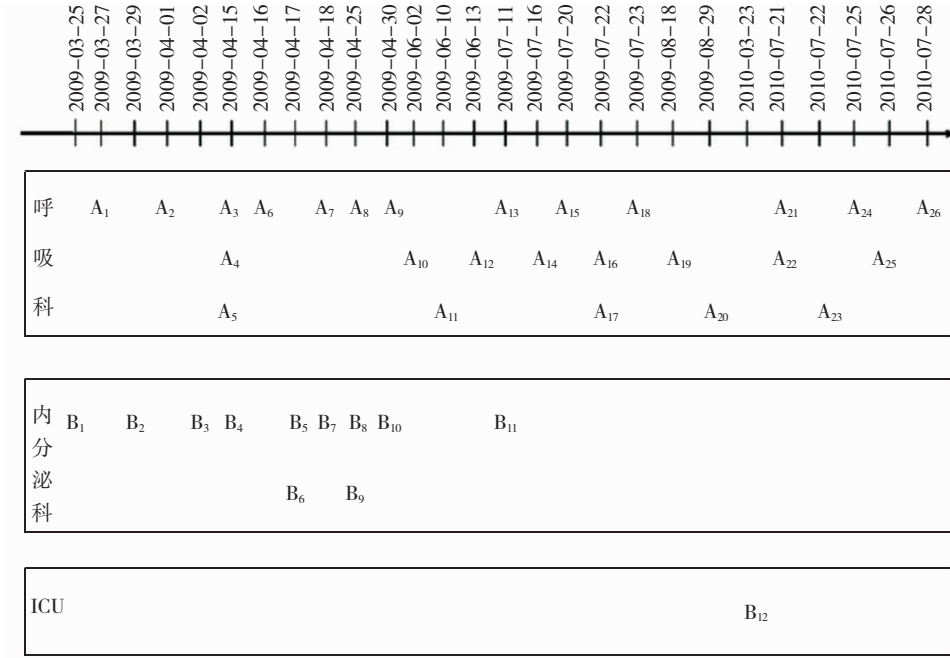 2009-03-25 2009-03-27 2009-03-29 2009-04-01 2009-04-02 2009-04-15 2009-04-16 2009-04-17 2009-04-18 2009-04-25 2009-04-30 2009-06-02 2009-06-10 2009-06-13 2009-07-11 2009-07-16 2009-07-20 2009-07-22 2009-07-23 2009-08-18 2009-08-29 2010-03-23 2010-07-21 2010-07-22 2010-07-25 2010-07-26 2010-07-28
呼 A₁ A₂ A₃ A₆ A₇ A₈ A₉ A₁₃ A₁₅ A₁₈ A₂₁ A₂₄ A₂₆
吸 A₄ A₁₀ A₁₂ A₁₄ A₁₆ A₁₉ A₂₂ A₂₅
科 A₅ A₁₁ A₁₇ A₂₀ A₂₃
内 B₁ B₂ B₃ B₄ B₅ B₇ B₈ B₁₀ B₁₁
分
泌 B₆ B₉
科
ICU B₁₂